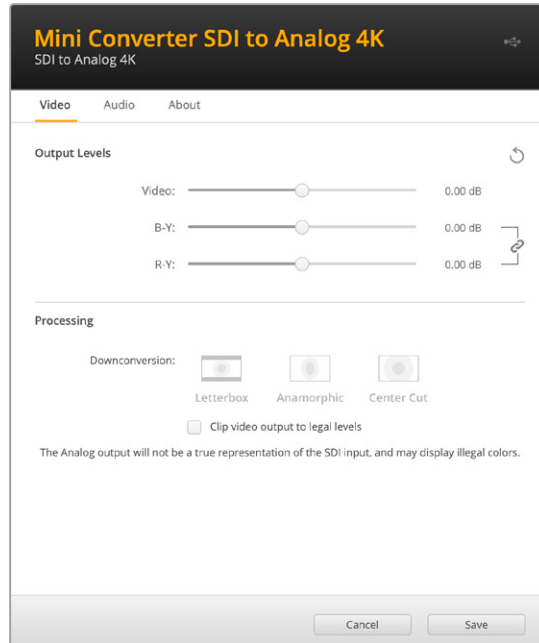 Mini Converter SDI to Analog 4K
SDI to Analog 4K
Video Audio About
Output Levels
Video: 0.00 dB
B-Y: 0.00 dB
R-Y: 0.00 dB
Processing
Downconversion:
Letterbox Anamorphic Center Cut
Clip video output to legal levels
The Analog output will not be a true representation of the SDI input, and may display illegal colors.
Cancel Save